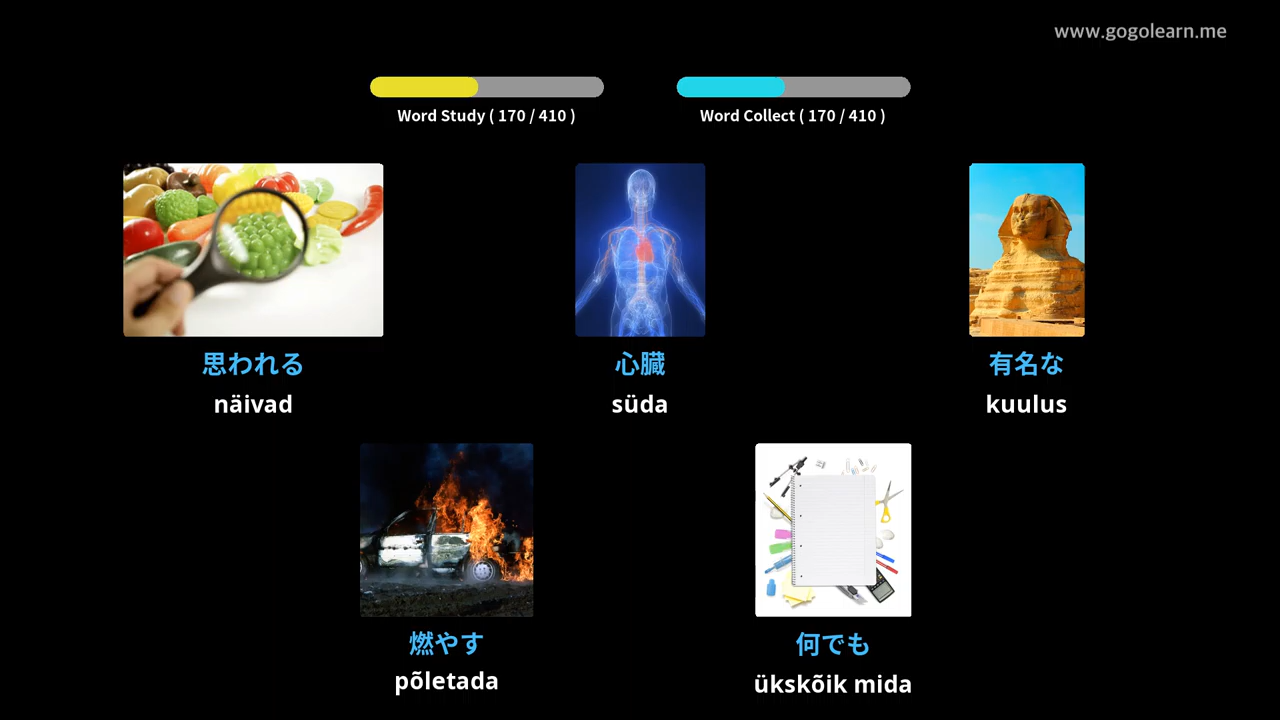 www.gogolearn.me
Word Study ( 170 / 410 )
Word Collect ( 170 / 410 )
思われる
näivad
心臓
süda
有名な
kuulus
燃やす
põletada
何でも
ükskõik mida